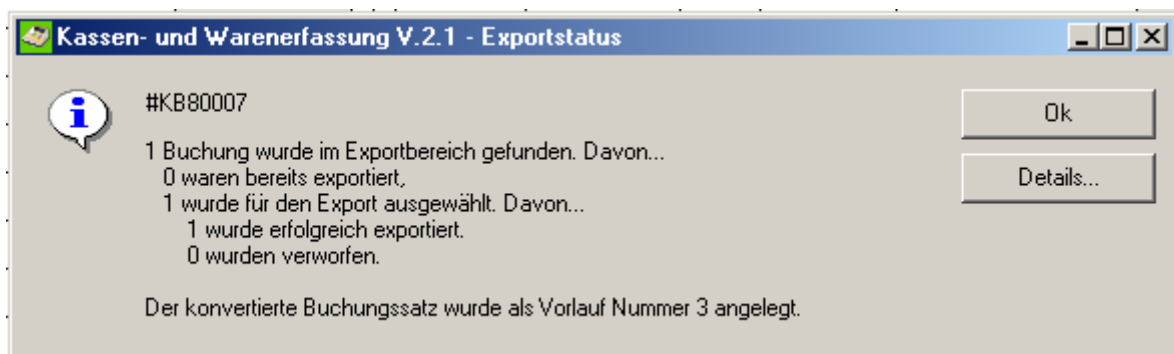 Kassen- und Warenerfassung V.2.1 - Exportstatus
#KB80007
Ok
1 Buchung wurde im Exportbereich gefunden. Davon...
0 waren bereits exportiert,
Details...
1 wurde für den Export ausgewählt. Davon...
1 wurde erfolgreich exportiert.
0 wurden verworfen.
Der konvertierte Buchungssatz wurde als Vorlauf Nummer 3 angelegt.